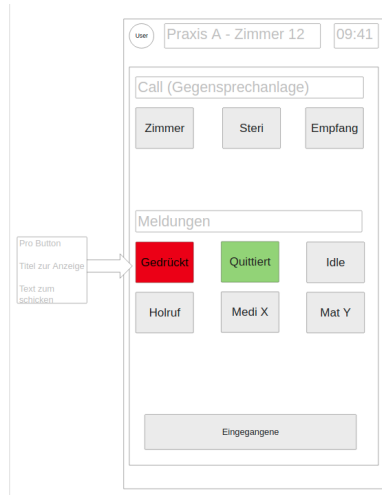 User
Praxis A - Zimmer 12
09:41
Call (Gegensprechanlage)
Zimmer
Steri
Empfang
Meldungen
Pro Button
Titel zur Anzeige
Text zum
schicken
Gedrückt
Quittiert
Idle
Holruf
Medi X
Mat Y
Eingegangene